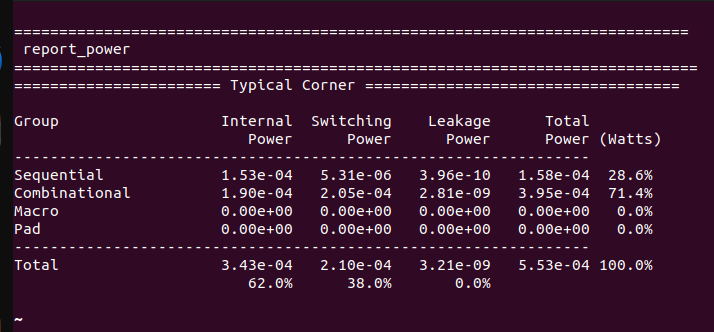 ===========================================================================
 report_power
============================================================================
======================= Typical Corner ===================================
Group                  Internal  Switching    Leakage      Total
                          Power      Power      Power      Power (Watts)
----------------------------------------------------------------
Sequential             1.53e-04   5.31e-06   3.96e-10   1.58e-04  28.6%
Combinational          1.90e-04   2.05e-04   2.81e-09   3.95e-04  71.4%
Macro                  0.00e+00   0.00e+00   0.00e+00   0.00e+00   0.0%
Pad                    0.00e+00   0.00e+00   0.00e+00   0.00e+00   0.0%
----------------------------------------------------------------
Total                  3.43e-04   2.10e-04   3.21e-09   5.53e-04 100.0%
                          62.0%      38.0%       0.0%
~